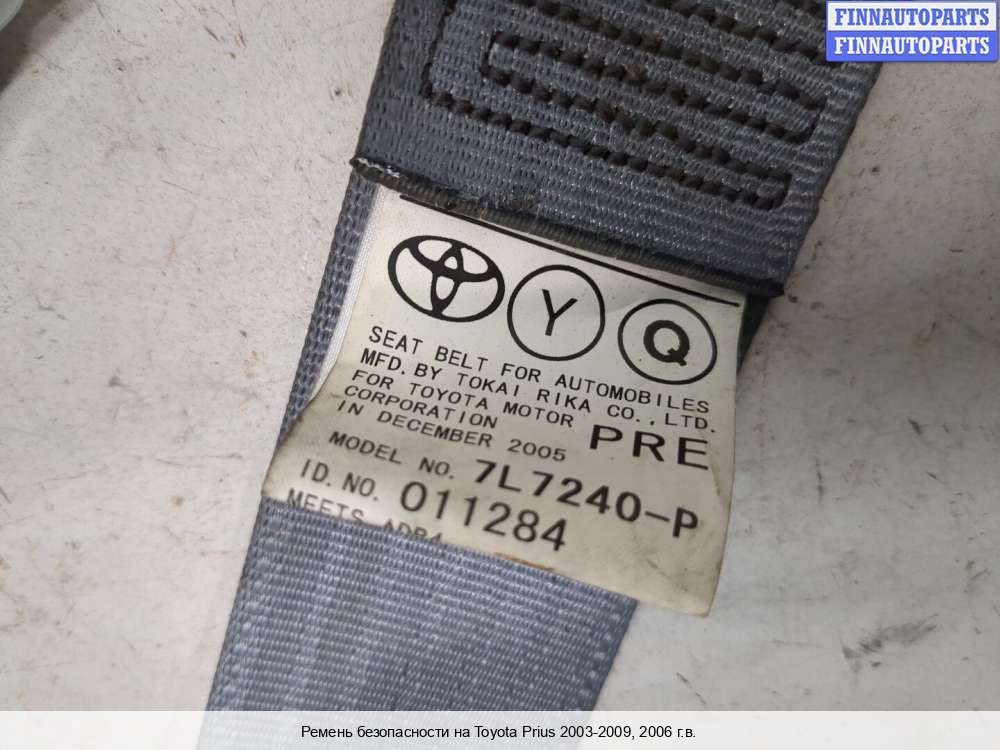 FINNAUTOPARTS
FINNAUTOPARTS
Y Q
SEAT BELT FOR AUTOMOBILES
MFD. BY TOKAI RIKA CO., LTD.
FOR TOYOTA MOTOR
CORPORATION
IN DECEMBER 2005 PRE
MODEL NO. 7L7240-P
ID. NO. 011284
MEETS
Ремень безопасности на Toyota Prius 2003-2009, 2006 г.в.